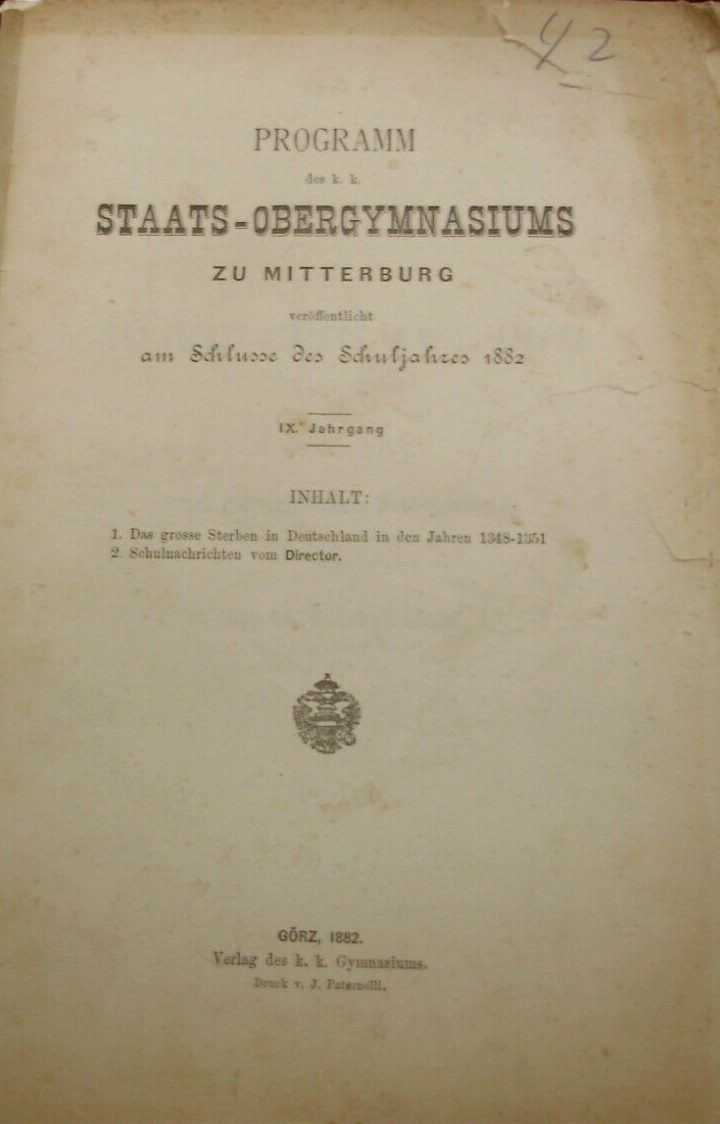 42
PROGRAMM
des k. k.
STAATS-OBERGYMNASIUMS
ZU MITTERBURG
veröffentlicht
am Schlusse des Schuljahres 1882
IX. Jahrgang
INHALT:
1. Das grosse Sterben in Deutschland in den Jahren 1348-1351
2. Schulnachrichten vom Director.
GÖRZ, 1882.
Verlag des k. k. Gymnasiums.
Druck v. J. Paternolli.